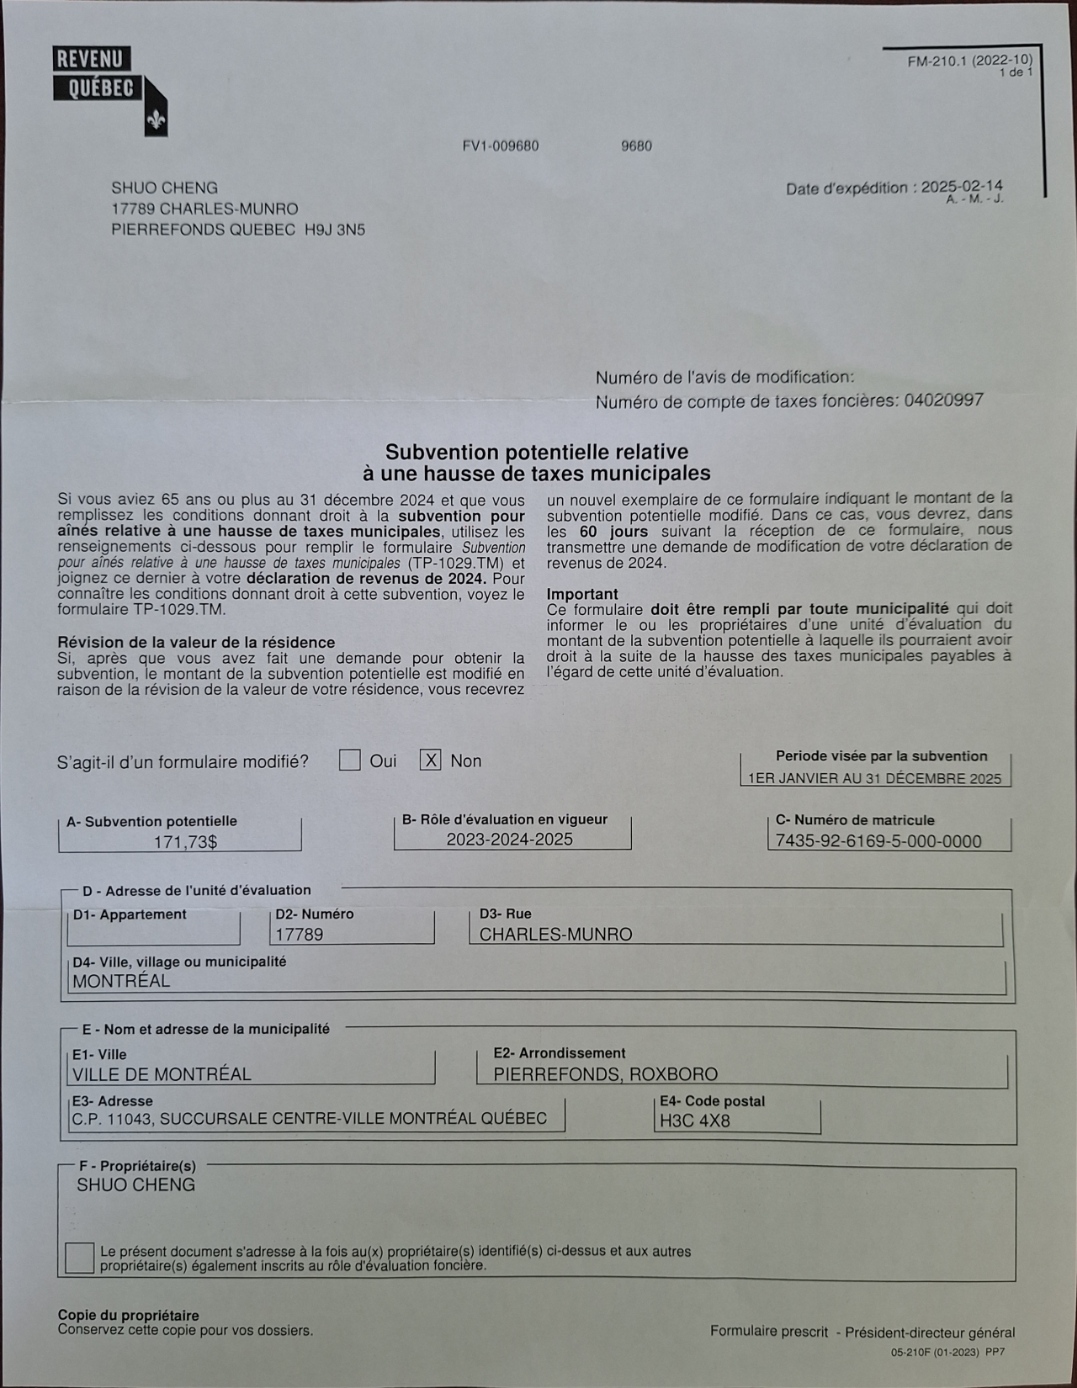 REVENU
QUÉBEC
FM-210.1 (2022-10)
1 de 1
FV1-009680 9680
SHUO CHENG
17789 CHARLES-MUNRO
PIERREFONDS QUEBEC H9J 3N5
Date d'expédition : 2025-02-14
A. - M. - J.
Numéro de l'avis de modification:
Numéro de compte de taxes foncières: 04020997
Subvention potentielle relative
à une hausse de taxes municipales
Si vous aviez 65 ans ou plus au 31 décembre 2024 et que vous
remplissez les conditions donnant droit à la subvention pour
aînés relative à une hausse de taxes municipales, utilisez les
renseignements ci-dessous pour remplir le formulaire Subvention
pour aînés relative à une hausse de taxes municipales (TP-1029.TM) et
joignez ce dernier à votre déclaration de revenus de 2024. Pour
connaître les conditions donnant droit à cette subvention, voyez le
formulaire TP-1029.TM.
Révision de la valeur de la résidence
Si, après que vous avez fait une demande pour obtenir la
subvention, le montant de la subvention potentielle est modifié en
raison de la révision de la valeur de votre résidence, vous recevrez
un nouvel exemplaire de ce formulaire indiquant le montant de la
subvention potentielle modifié. Dans ce cas, vous devrez, dans
les 60 jours suivant la réception de ce formulaire, nous
transmettre une demande de modification de votre déclaration de
revenus de 2024.
Important
Ce formulaire doit être rempli par toute municipalité qui doit
informer le ou les propriétaires d'une unité d'évaluation du
montant de la subvention potentielle à laquelle ils pourraient avoir
droit à la suite de la hausse des taxes municipales payables à
l'égard de cette unité d'évaluation.
S'agit-il d'un formulaire modifié? Oui X Non
Periode visée par la subvention
1ER JANVIER AU 31 DÉCEMBRE 2025
A- Subvention potentielle
171,73$
B- Rôle d'évaluation en vigueur
2023-2024-2025
C- Numéro de matricule
7435-92-6169-5-000-0000
D - Adresse de l'unité d'évaluation
D1- Appartement
D2- Numéro
17789
D3- Rue
CHARLES-MUNRO
D4- Ville, village ou municipalité
MONTRÉAL
E - Nom et adresse de la municipalité
E1- Ville
VILLE DE MONTRÉAL
E2- Arrondissement
PIERREFONDS, ROXBORO
E3- Adresse
C.P. 11043, SUCCURSALE CENTRE-VILLE MONTRÉAL QUÉBEC
E4- Code postal
H3C 4X8
F - Propriétaire(s)
SHUO CHENG
Le présent document s'adresse à la fois au(x) propriétaire(s) identifié(s) ci-dessus et aux autres
propriétaire(s) également inscrits au rôle d'évaluation foncière.
Copie du propriétaire
Conservez cette copie pour vos dossiers.
Formulaire prescrit - Président-directeur général
05-210F (01-2023) PP7